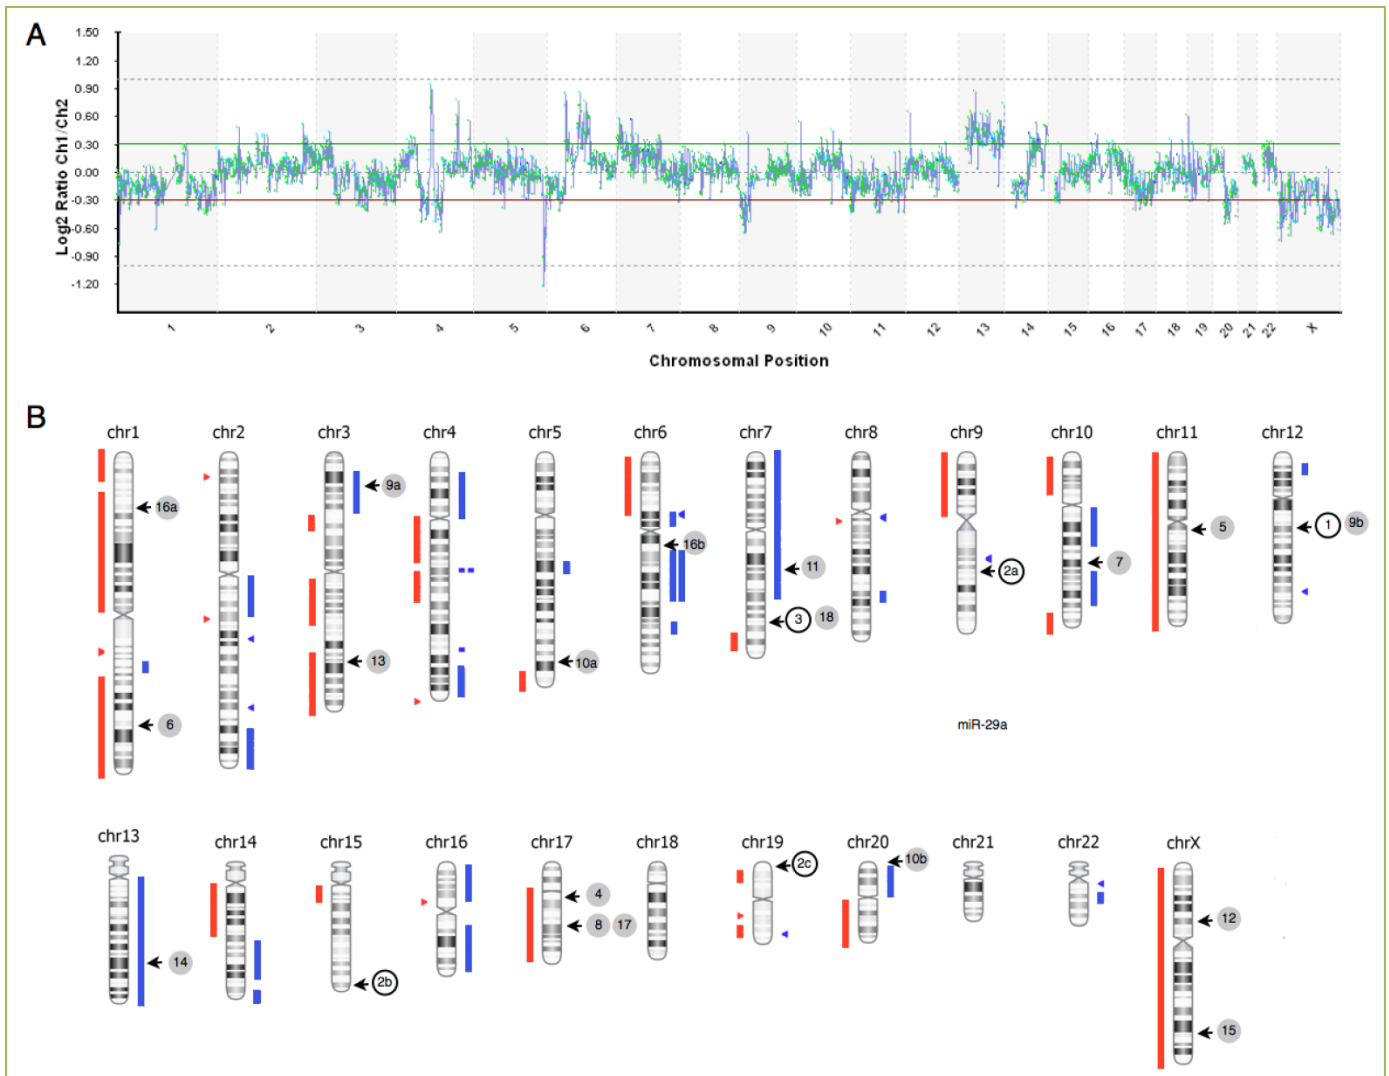 A
1.50
1.20
0.90
0.60
0.30
0.00
-0.30
-0.60
-0.90
-1.20
Log2 Ratio Ch1/Ch2
1 2 3 4 5 6 7 8 9 10 11 12 13 14 15 16 17 18 19 20 21 22 X
Chromosomal Position
B
chr1 chr2 chr3 chr4 chr5 chr6 chr7 chr8 chr9 chr10 chr11 chr12
9a
16a
5 1 9b
16b
11 2a 7
3 18
13 10a
6 miR-29a
chr13 chr14 chr15 chr16 chr17 chr18 chr19 chr20 chr21 chr22 chrX
2c 10b
4
12
8 17
14
2b
15